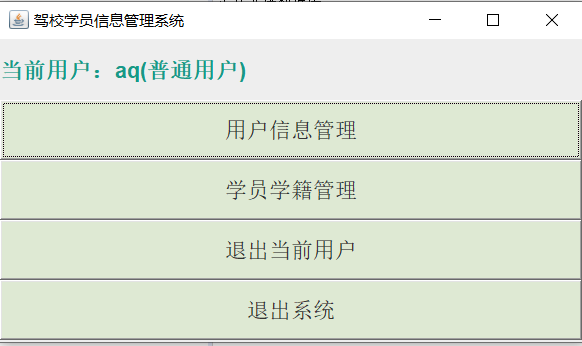 驾校学员信息管理系统
当前用户：aq(普通用户)
用户信息管理
学员学籍管理
退出当前用户
退出系统